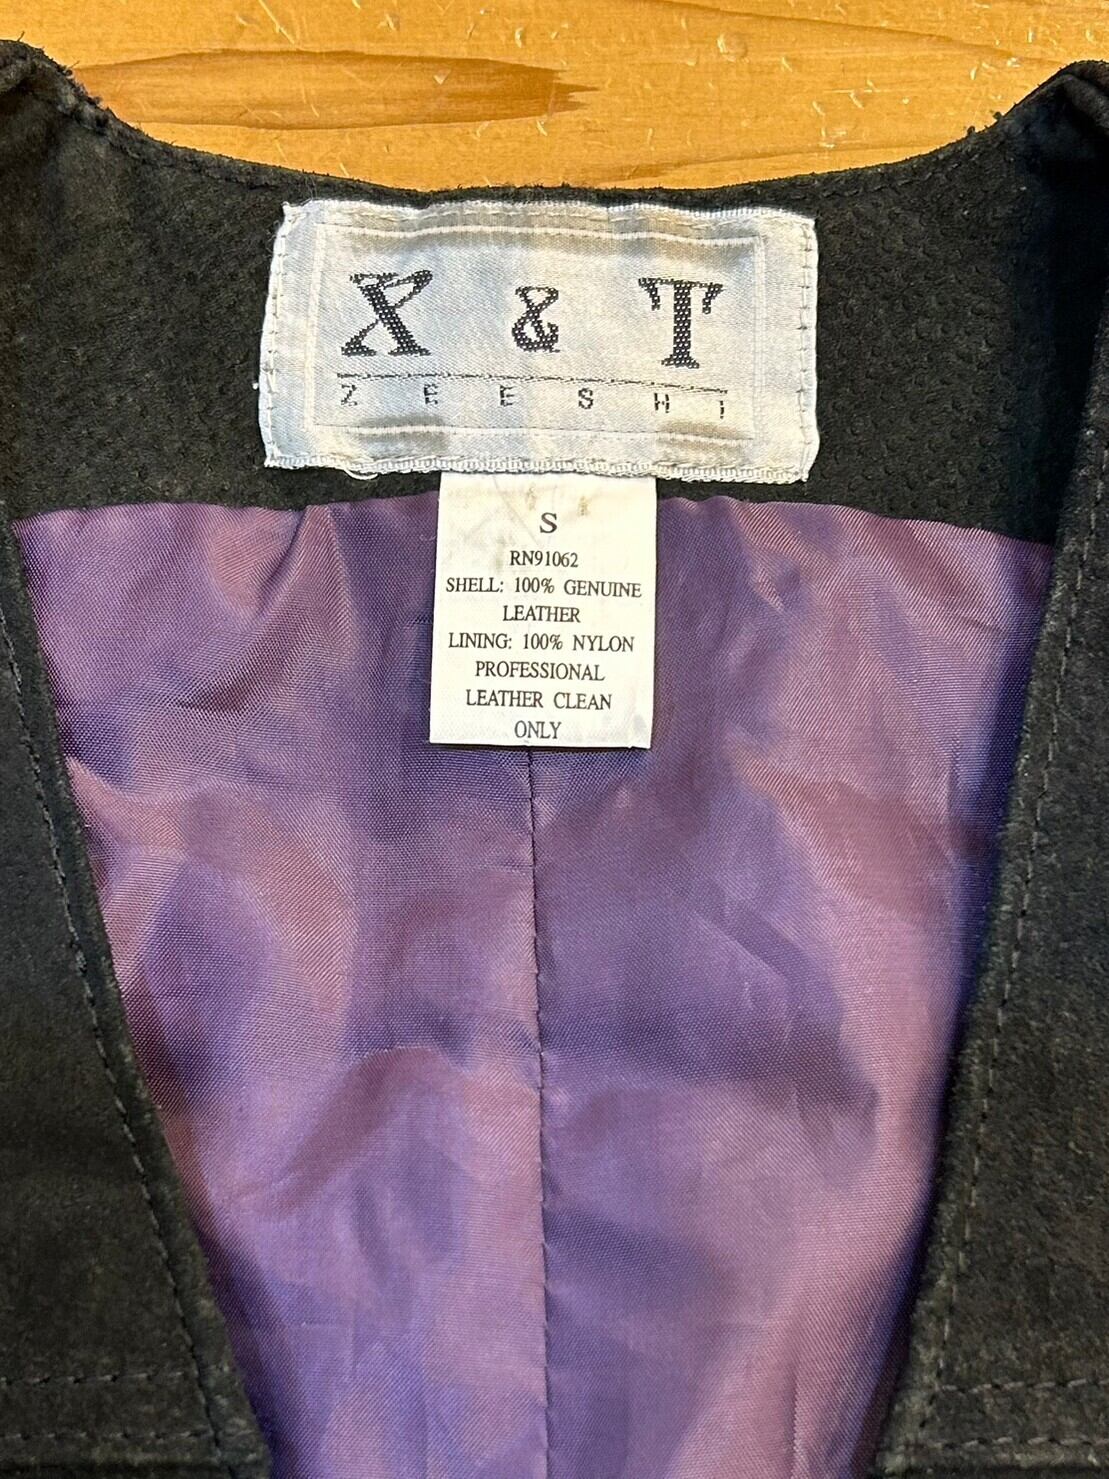 X & T
ZEESHI
S
RN91062
SHELL: 100% GENUINE
LEATHER
LINING: 100% NYLON
PROFESSIONAL
LEATHER CLEAN
ONLY